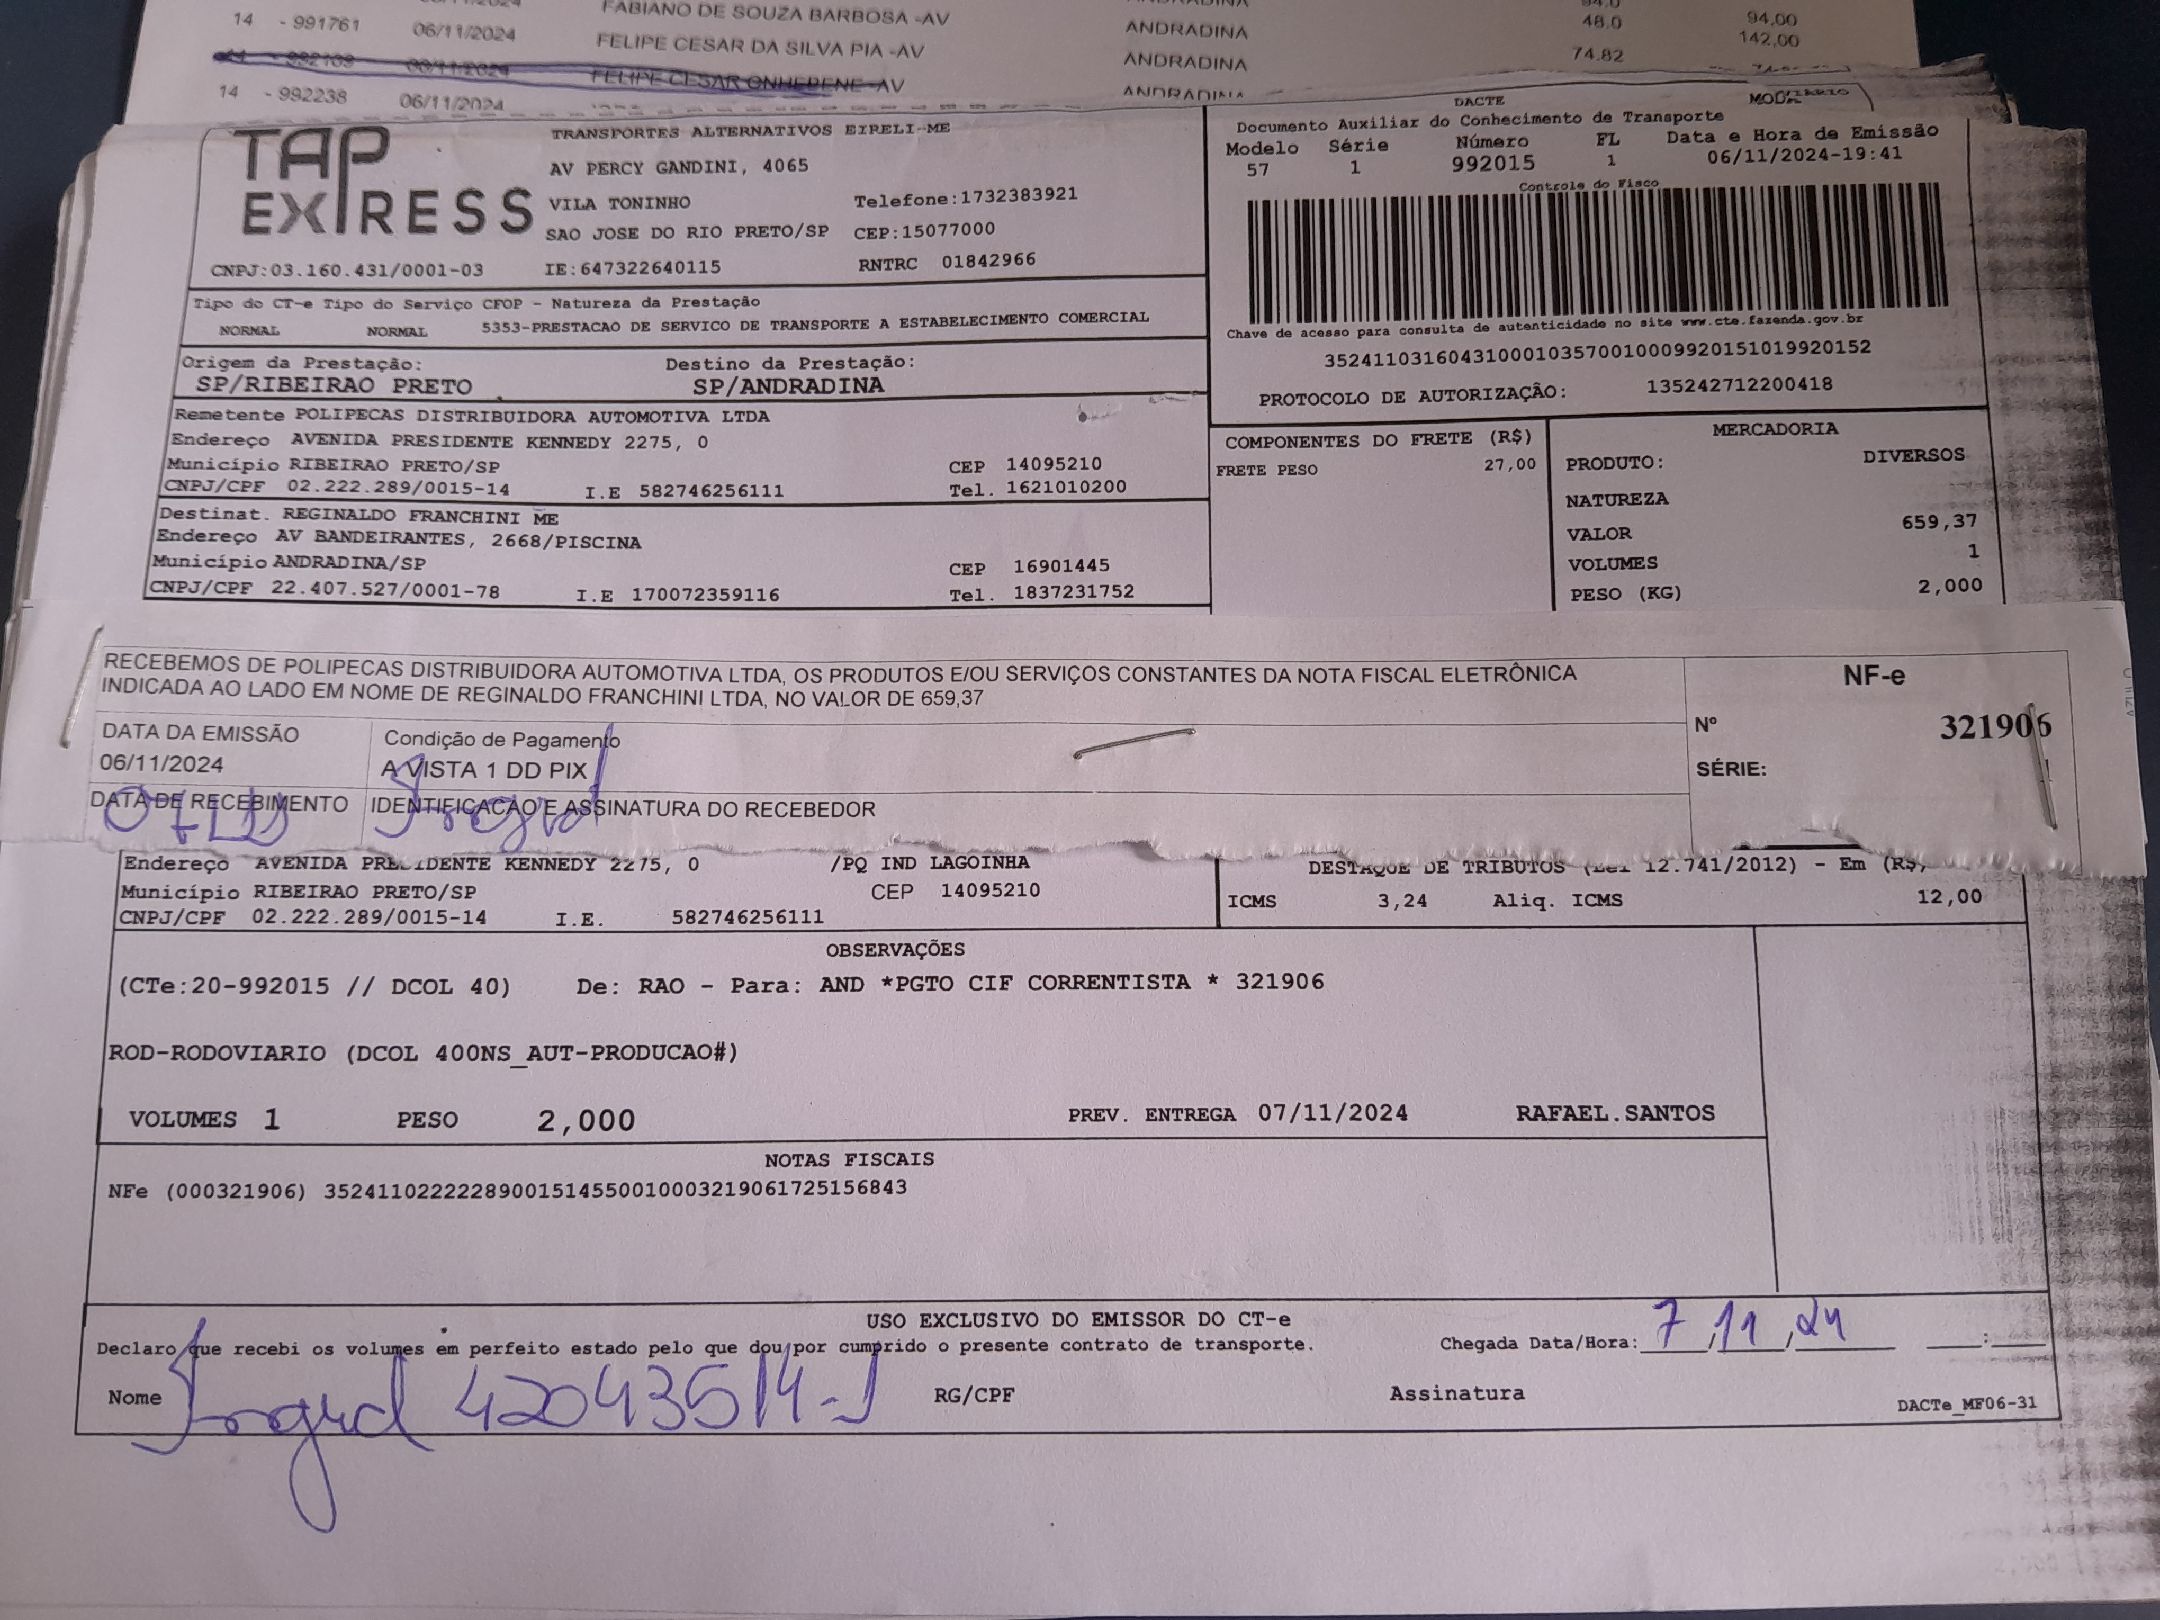 FABIANO DE SOUZA BARBOSA -AV
14 - 991761 06/11/2024 FELIPE CESAR DA SILVA PIA -AV ANDRADINA 48.0 94,00
ANDRADINA 74.82 142,00
14 - 992238 06/11/2024 ANDRADINA
TAP EXPRESS
TRANSPORTES ALTERNATIVOS EIRELI-ME
AV PERCY GANDINI, 4065
VILA TONINHO Telefone:1732383921
SAO JOSE DO RIO PRETO/SP CEP:15077000
CNPJ:03.160.431/0001-03 IE:647322640115 RNTRC 01842966
DACTE
Documento Auxiliar do Conhecimento de Transporte
Modelo Série Número FL Data e Hora de Emissão
57 1 992015 1 06/11/2024-19:41
Controle do Fisco
Chave de acesso para consulta de autenticidade no site www.cte.fazenda.gov.br
35241103160431000103570010009920151019920152
PROTOCOLO DE AUTORIZAÇÃO: 135242712200418
Tipo do CT-e Tipo do Serviço CFOP - Natureza da Prestação
NORMAL NORMAL 5353-PRESTACAO DE SERVICO DE TRANSPORTE A ESTABELECIMENTO COMERCIAL
Origem da Prestação: Destino da Prestação:
SP/RIBEIRAO PRETO SP/ANDRADINA
Remetente POLIPECAS DISTRIBUIDORA AUTOMOTIVA LTDA
Endereço AVENIDA PRESIDENTE KENNEDY 2275, 0
Município RIBEIRAO PRETO/SP CEP 14095210
CNPJ/CPF 02.222.289/0015-14 I.E 582746256111 Tel. 1621010200
Destinat. REGINALDO FRANCHINI ME
Endereço AV BANDEIRANTES, 2668/PISCINA
Município ANDRADINA/SP CEP 16901445
CNPJ/CPF 22.407.527/0001-78 I.E 170072359116 Tel. 1837231752
COMPONENTES DO FRETE (R$)
FRETE PESO 27,00
MERCADORIA
PRODUTO: DIVERSOS
NATUREZA
VALOR 659,37
VOLUMES 1
PESO (KG) 2,000
RECEBEMOS DE POLIPECAS DISTRIBUIDORA AUTOMOTIVA LTDA, OS PRODUTOS E/OU SERVIÇOS CONSTANTES DA NOTA FISCAL ELETRÔNICA
INDICADA AO LADO EM NOME DE REGINALDO FRANCHINI LTDA, NO VALOR DE 659,37
NF-e
Nº 321906
SÉRIE:
DATA DA EMISSÃO Condição de Pagamento
06/11/2024 A VISTA 1 DD PIX
DATA DE RECEBIMENTO IDENTIFICACAO E ASSINATURA DO RECEBEDOR
Ingrid
Endereço AVENIDA PRESIDENTE KENNEDY 2275, 0 /PQ IND LAGOINHA
Município RIBEIRAO PRETO/SP CEP 14095210
CNPJ/CPF 02.222.289/0015-14 I.E. 582746256111
DESTAQUE DE TRIBUTOS (Lei 12.741/2012) - Em (R$)
ICMS 3,24 Aliq. ICMS 12,00
OBSERVAÇÕES
(CTe:20-992015 // DCOL 40) De: RAO - Para: AND *PGTO CIF CORRENTISTA * 321906
ROD-RODOVIARIO (DCOL 400NS_AUT-PRODUCAO#)
VOLUMES 1 PESO 2,000 PREV. ENTREGA 07/11/2024 RAFAEL.SANTOS
NOTAS FISCAIS
NFe (000321906) 35241102222289001514550010003219061725156843
USO EXCLUSIVO DO EMISSOR DO CT-e
Declaro que recebi os volumes em perfeito estado pelo que dou por cumprido o presente contrato de transporte. Chegada Data/Hora: 7 11 24 :
Nome Ingrid 42043514-J RG/CPF Assinatura
DACTe_MF06-31